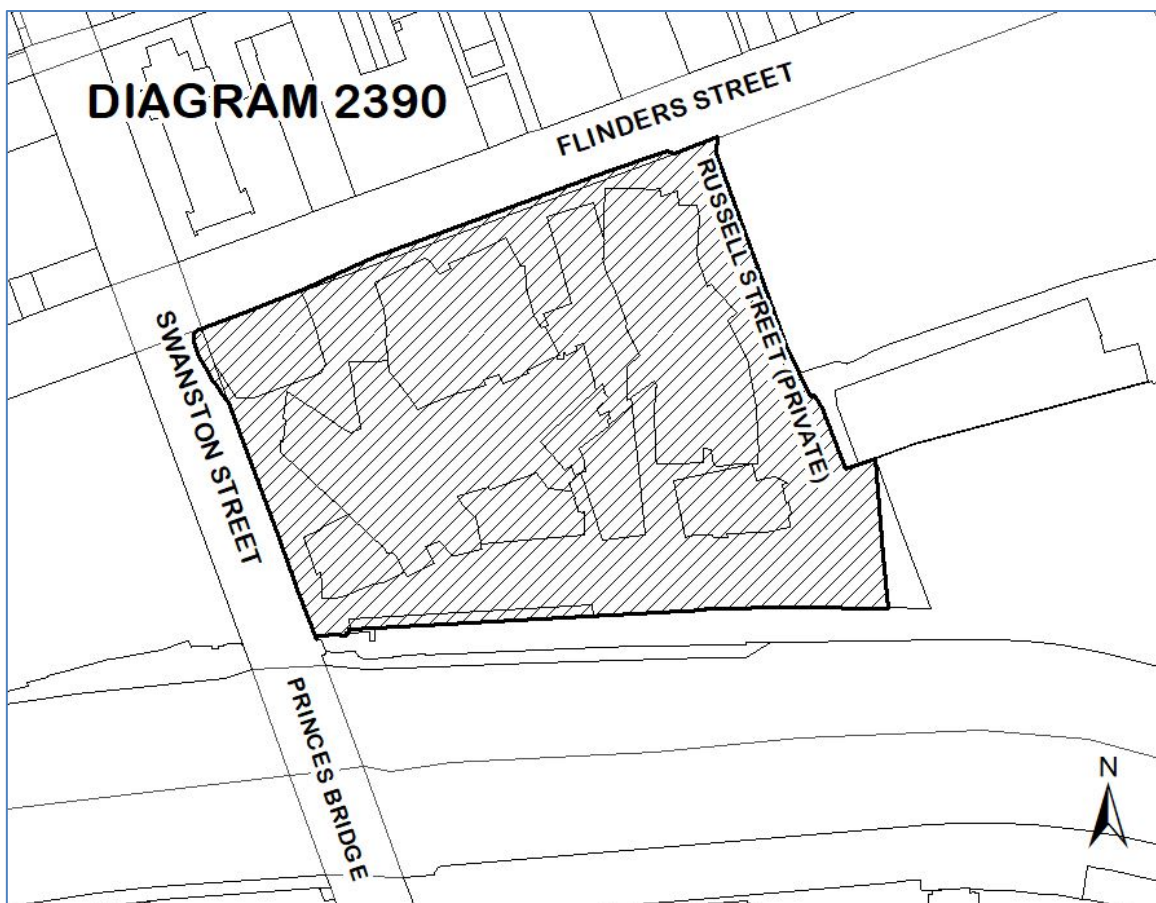 DIAGRAM 2390
FLINDERS STREET
RUSSELL STREET (PRIVATE)
SWANSTON STREET
PRINCES BRIDGE
N